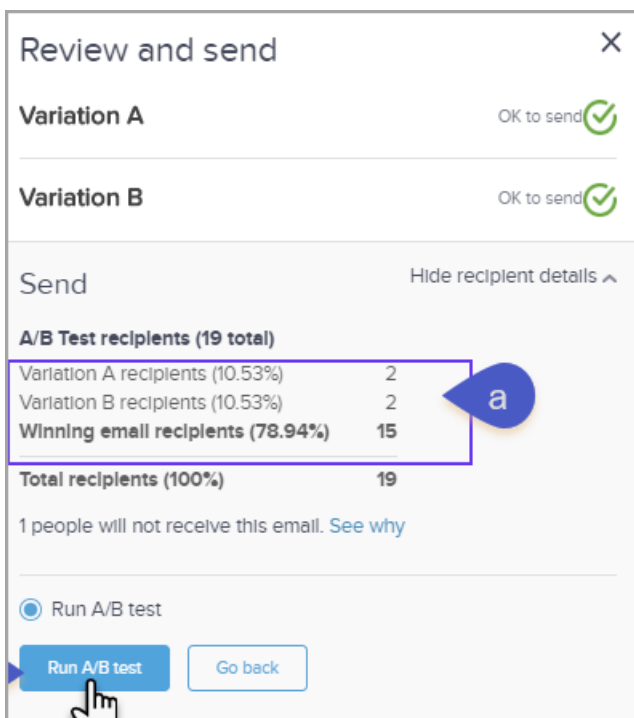 Review and send
Variation A OK to send
Variation B OK to send
Send Hide recipient details
A/B Test recipients (19 total)
Variation A recipients (10.53%) 2
Variation B recipients (10.53%) 2
Winning email recipients (78.94%) 15
a
Total recipients (100%) 19
1 people will not receive this email. See why
Run A/B test
Run A/B test Go back